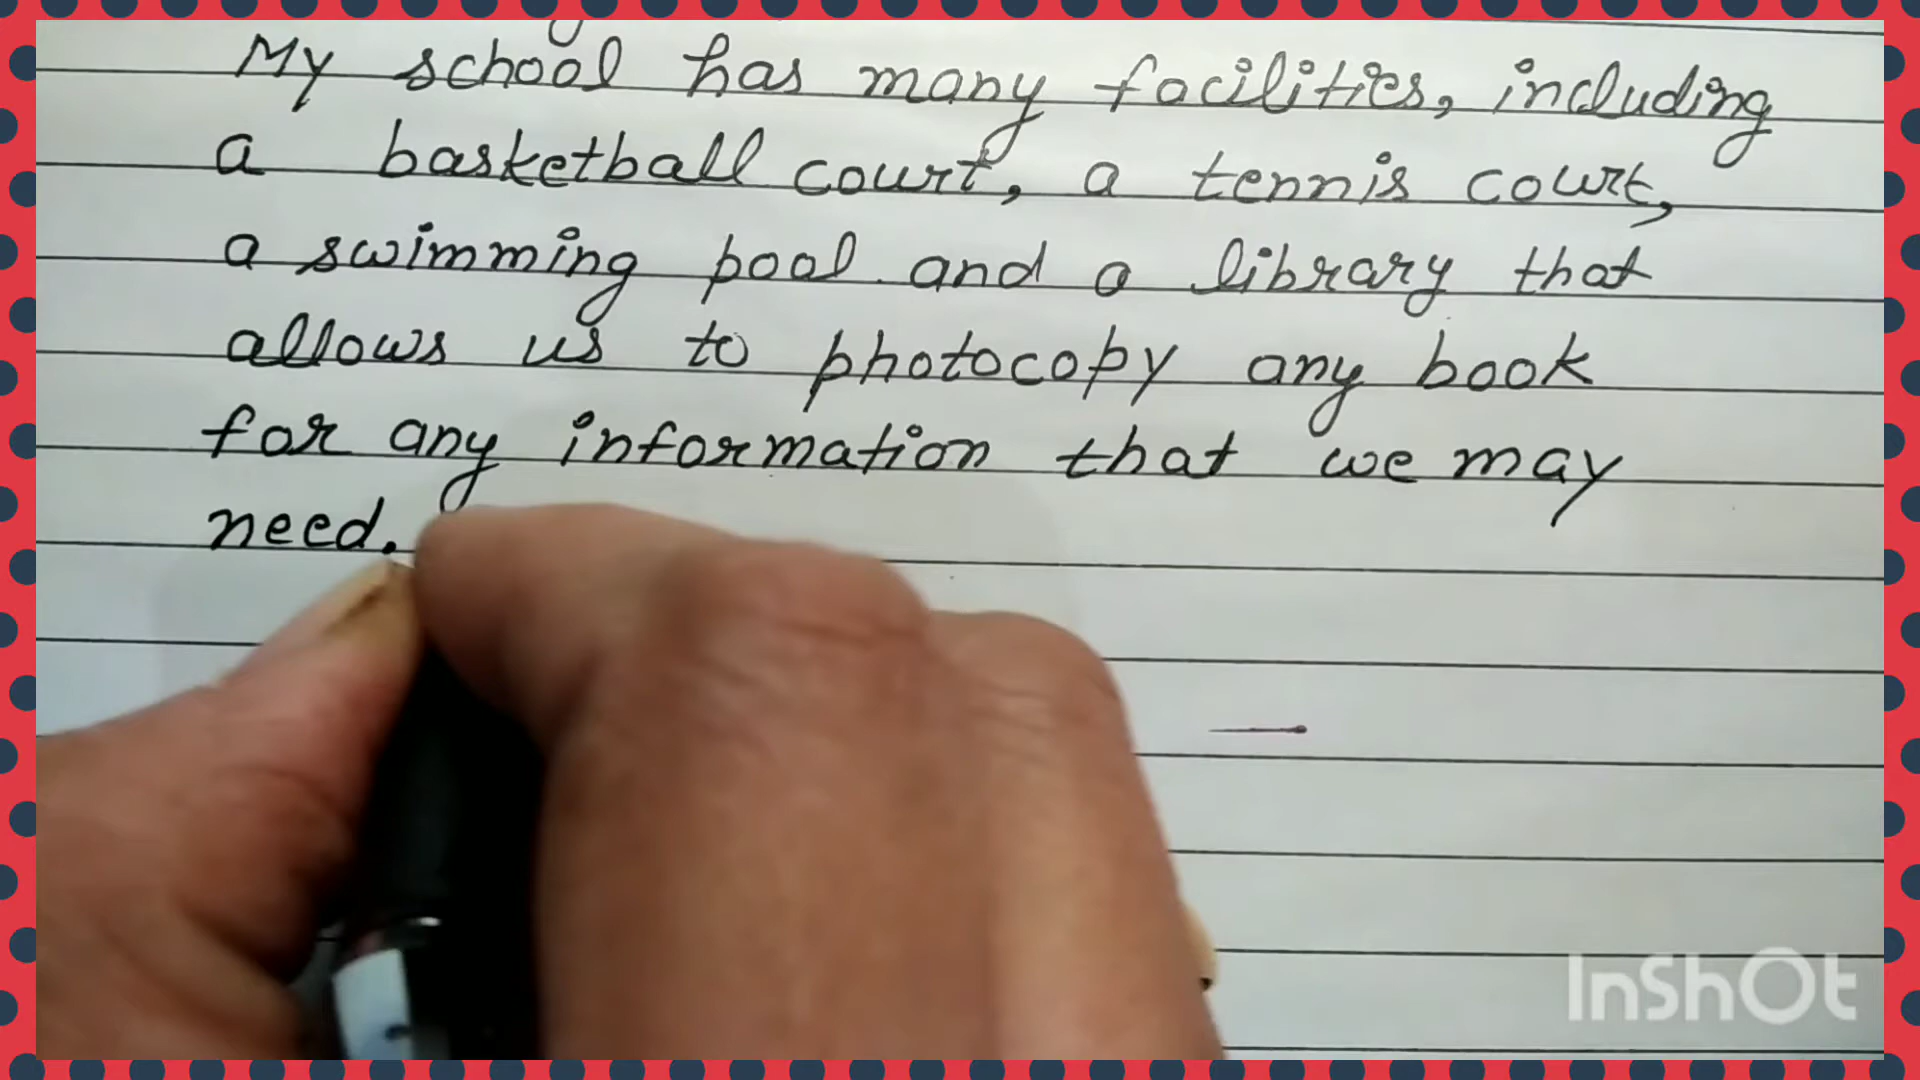 My school has many facilities, including
a basketball court, a tennis court,
a swimming pool and a library that
allows us to photocopy any book
for any information that we may
need.
InShOt